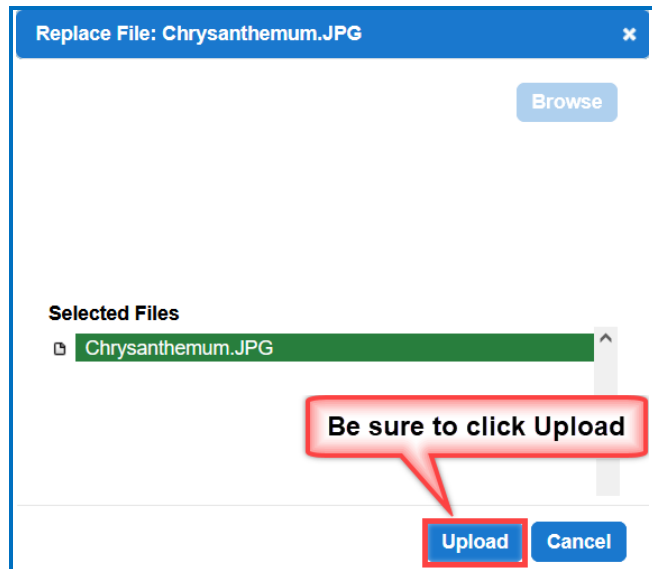 Replace File: Chrysanthemum.JPG
Browse
Selected Files
Chrysanthemum.JPG
Be sure to click Upload
Upload Cancel